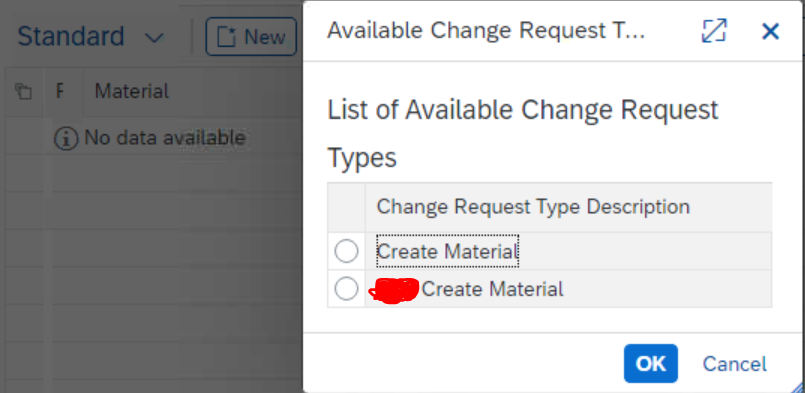 Standard
New
F Material
No data available
Available Change Request T...
List of Available Change Request
Types
Change Request Type Description
Create Material
Create Material
OK Cancel